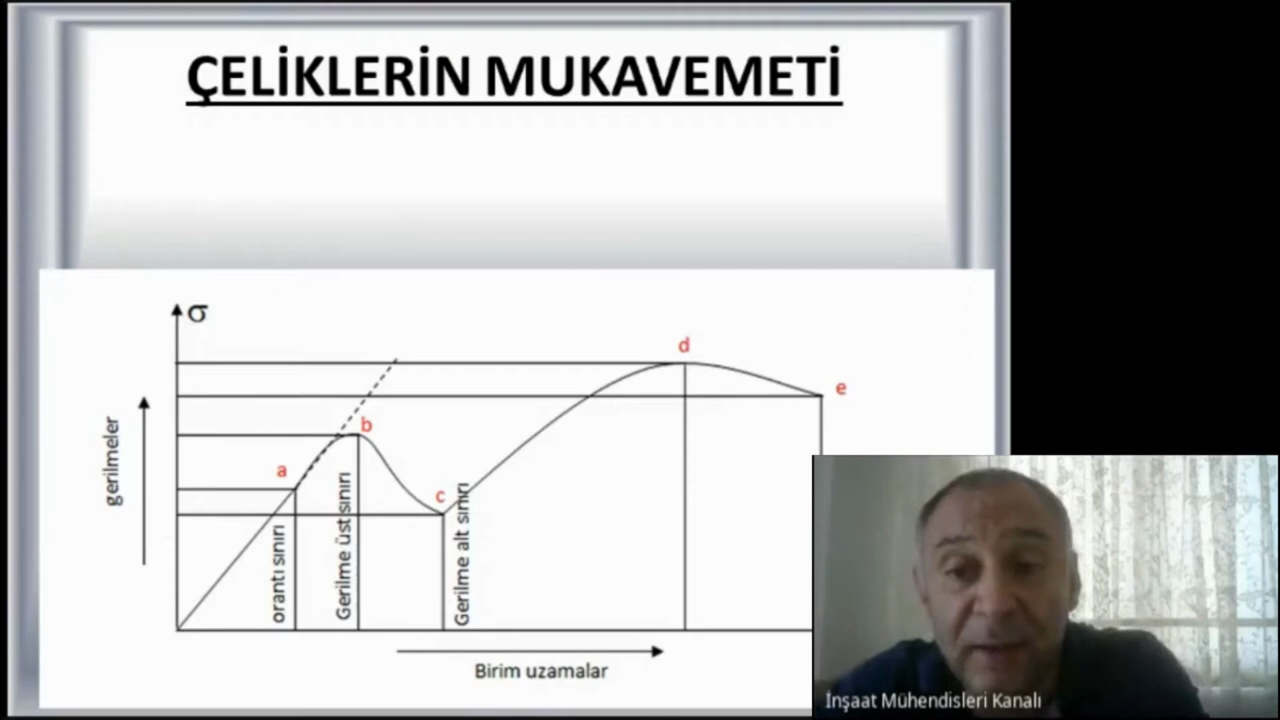 ÇELİKLERİN MUKAVEMETİ
σ
gerilmeler
a
b
c
d
e
orantı sınırı
Gerilme üst sınırı
Gerilme alt sınırı
Birim uzamalar
İnşaat Mühendisleri Kanalı